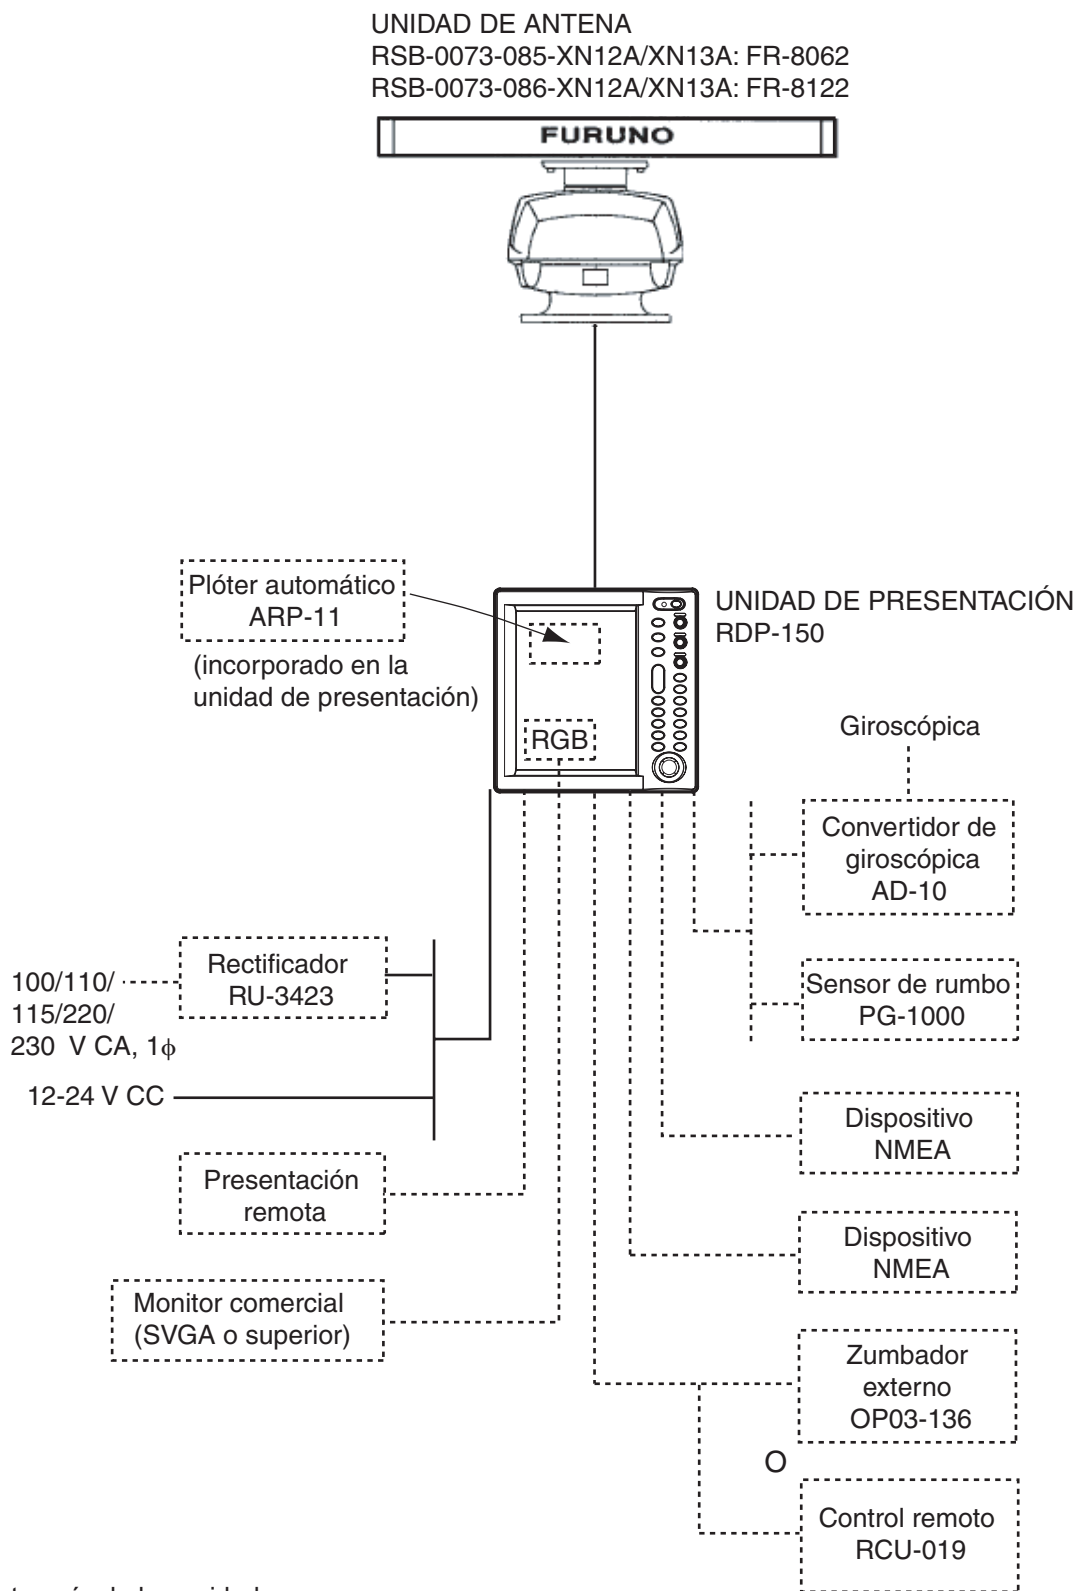 UNIDAD DE ANTENA
RSB-0073-085-XN12A/XN13A: FR-8062
RSB-0073-086-XN12A/XN13A: FR-8122
FURUNO
Plóter automático
ARP-11
(incorporado en la
unidad de presentación)
UNIDAD DE PRESENTACIÓN
RDP-150
RGB
Giroscópica
Convertidor de
giroscópica
AD-10
Sensor de rumbo
PG-1000
Rectificador
RU-3423
100/110/
115/220/
230 V CA, 1ϕ
12-24 V CC
Dispositivo
NMEA
Presentación
remota
Dispositivo
NMEA
Monitor comercial
(SVGA o superior)
Zumbador
externo
OP03-136
O
Control remoto
RCU-019